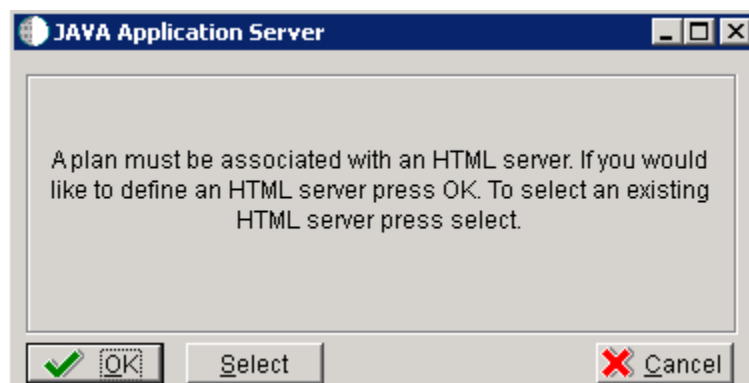 JAVA Application Server
A plan must be associated with an HTML server. If you would
like to define an HTML server press OK. To select an existing
HTML server press select.
OK
Select
Cancel